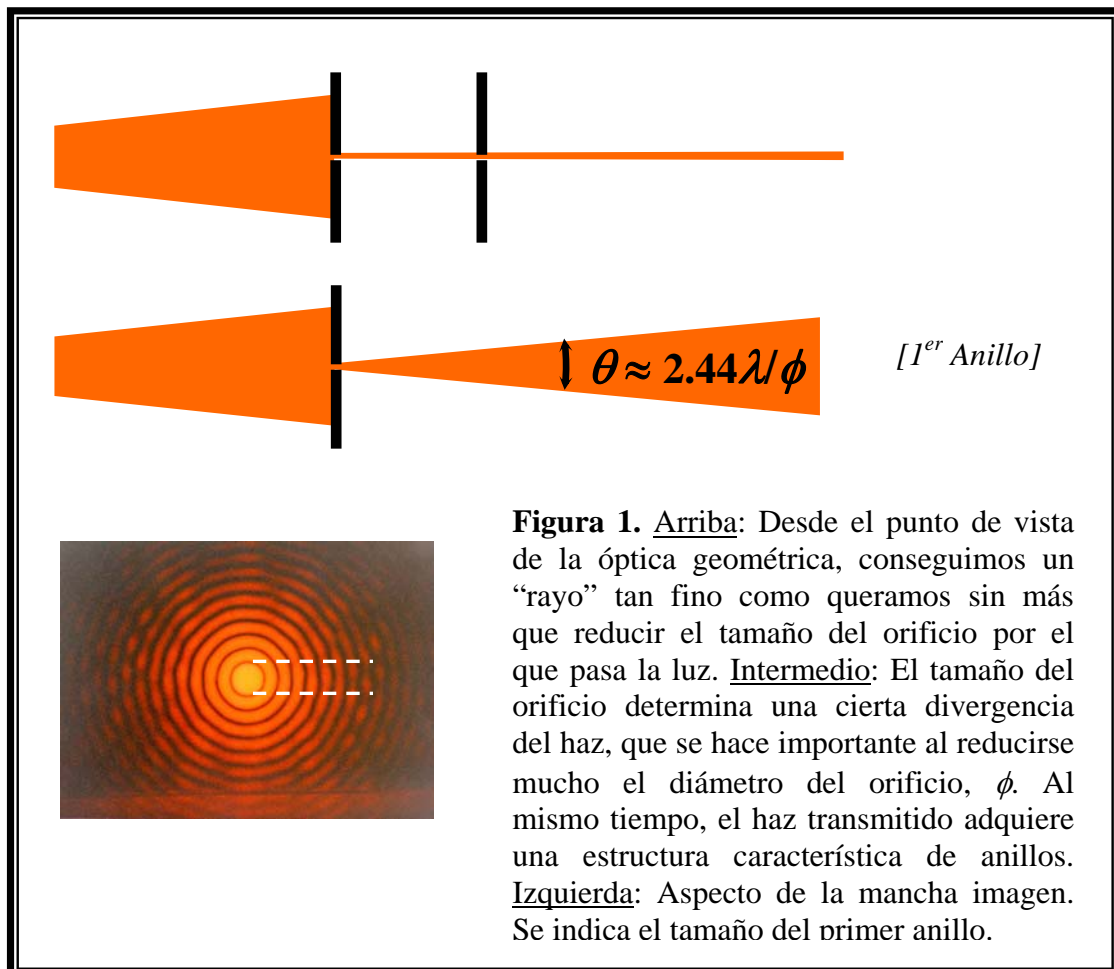 θ ≈ 2.44λ/ϕ
[1er Anillo]
Figura 1. Arriba: Desde el punto de vista
de la óptica geométrica, conseguimos un
“rayo” tan fino como queramos sin más
que reducir el tamaño del orificio por el
que pasa la luz. Intermedio: El tamaño del
orificio determina una cierta divergencia
del haz, que se hace importante al reducirse
mucho el diámetro del orificio, ϕ. Al
mismo tiempo, el haz transmitido adquiere
una estructura característica de anillos.
Izquierda: Aspecto de la mancha imagen.
Se indica el tamaño del primer anillo.